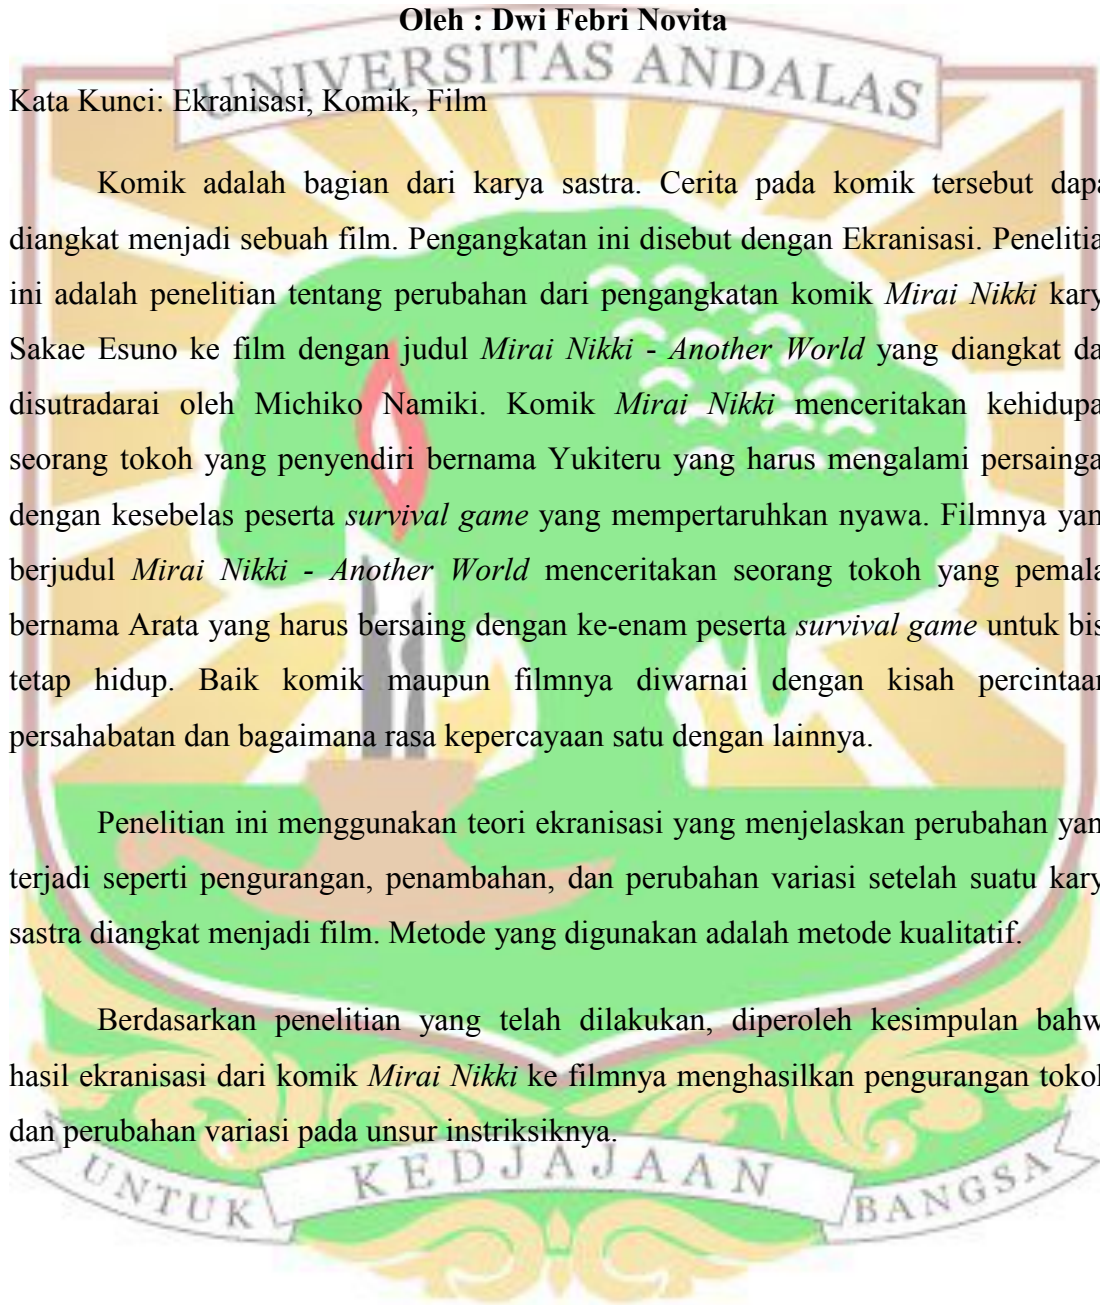 Oleh : Dwi Febri Novita
UNIVERSITAS ANDALAS
Kata Kunci: Ekranisasi, Komik, Film
Komik adalah bagian dari karya sastra. Cerita pada komik tersebut dapa
diangkat menjadi sebuah film. Pengangkatan ini disebut dengan Ekranisasi. Penelitia
ini adalah penelitian tentang perubahan dari pengangkatan komik Mirai Nikki kary
Sakae Esuno ke film dengan judul Mirai Nikki - Another World yang diangkat da
disutradarai oleh Michiko Namiki. Komik Mirai Nikki menceritakan kehidupa
seorang tokoh yang penyendiri bernama Yukiteru yang harus mengalami persainga
dengan kesebelas peserta survival game yang mempertaruhkan nyawa. Filmnya yan
berjudul Mirai Nikki - Another World menceritakan seorang tokoh yang pemala
bernama Arata yang harus bersaing dengan ke-enam peserta survival game untuk bis
tetap hidup. Baik komik maupun filmnya diwarnai dengan kisah percintaan
persahabatan dan bagaimana rasa kepercayaan satu dengan lainnya.
Penelitian ini menggunakan teori ekranisasi yang menjelaskan perubahan yan
terjadi seperti pengurangan, penambahan, dan perubahan variasi setelah suatu kary
sastra diangkat menjadi film. Metode yang digunakan adalah metode kualitatif.
Berdasarkan penelitian yang telah dilakukan, diperoleh kesimpulan bahw
hasil ekranisasi dari komik Mirai Nikki ke filmnya menghasilkan pengurangan tokoh
dan perubahan variasi pada unsur instriksiknya.
UNTUK KEDJAJAAN BANGSA